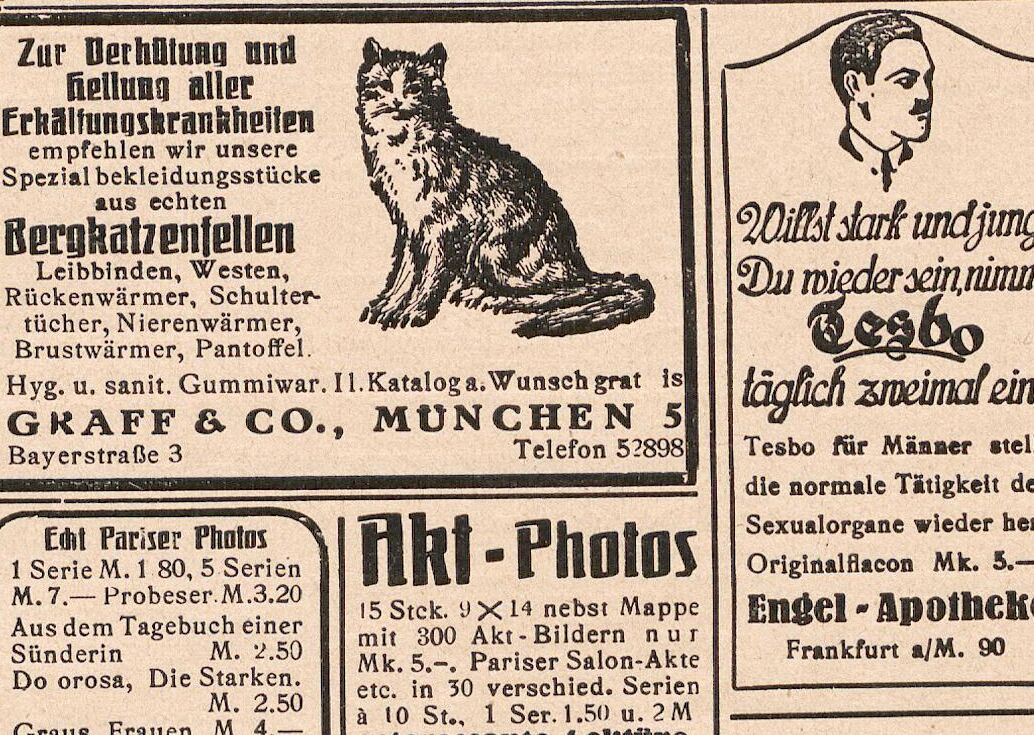 Zur Verhütung und
Heilung aller
Erkältungskrankheiten
empfehlen wir unsere
Spezialbekleidungsstücke
aus echten
Bergkatzenfellen
Leibbinden, Westen,
Rückenwärmer, Schulter-
tücher, Nierenwärmer,
Brustwärmer, Pantoffel.
Hyg. u. sanit. Gummiwar. Il. Katalog a. Wunsch grat is
GRAFF & CO., MÜNCHEN 5
Bayerstraße 3 Telefon 52898
Echt Pariser Photos
1 Serie M. 1 80, 5 Serien
M. 7.— Probeser. M. 3.20
Aus dem Tagebuch einer
Sünderin M. 2.50
Do orosa, Die Starken.
M. 2.50
Graus. Frauen M 4.—
Akt-Photos
15 Stck. 9×14 nebst Mappe
mit 300 Akt-Bildern nur
Mk. 5.-. Pariser Salon-Akte
etc. in 30 verschied. Serien
à 10 St., 1 Ser. 1.50 u. 2 M
Willst stark und jung
Du wieder sein, nimm
Tesbo
täglich zweimal ein
Tesbo für Männer stel
die normale Tätigkeit de
Sexualorgane wieder he
Originalflacon Mk. 5.—
Engel-Apotheke
Frankfurt a/M. 90